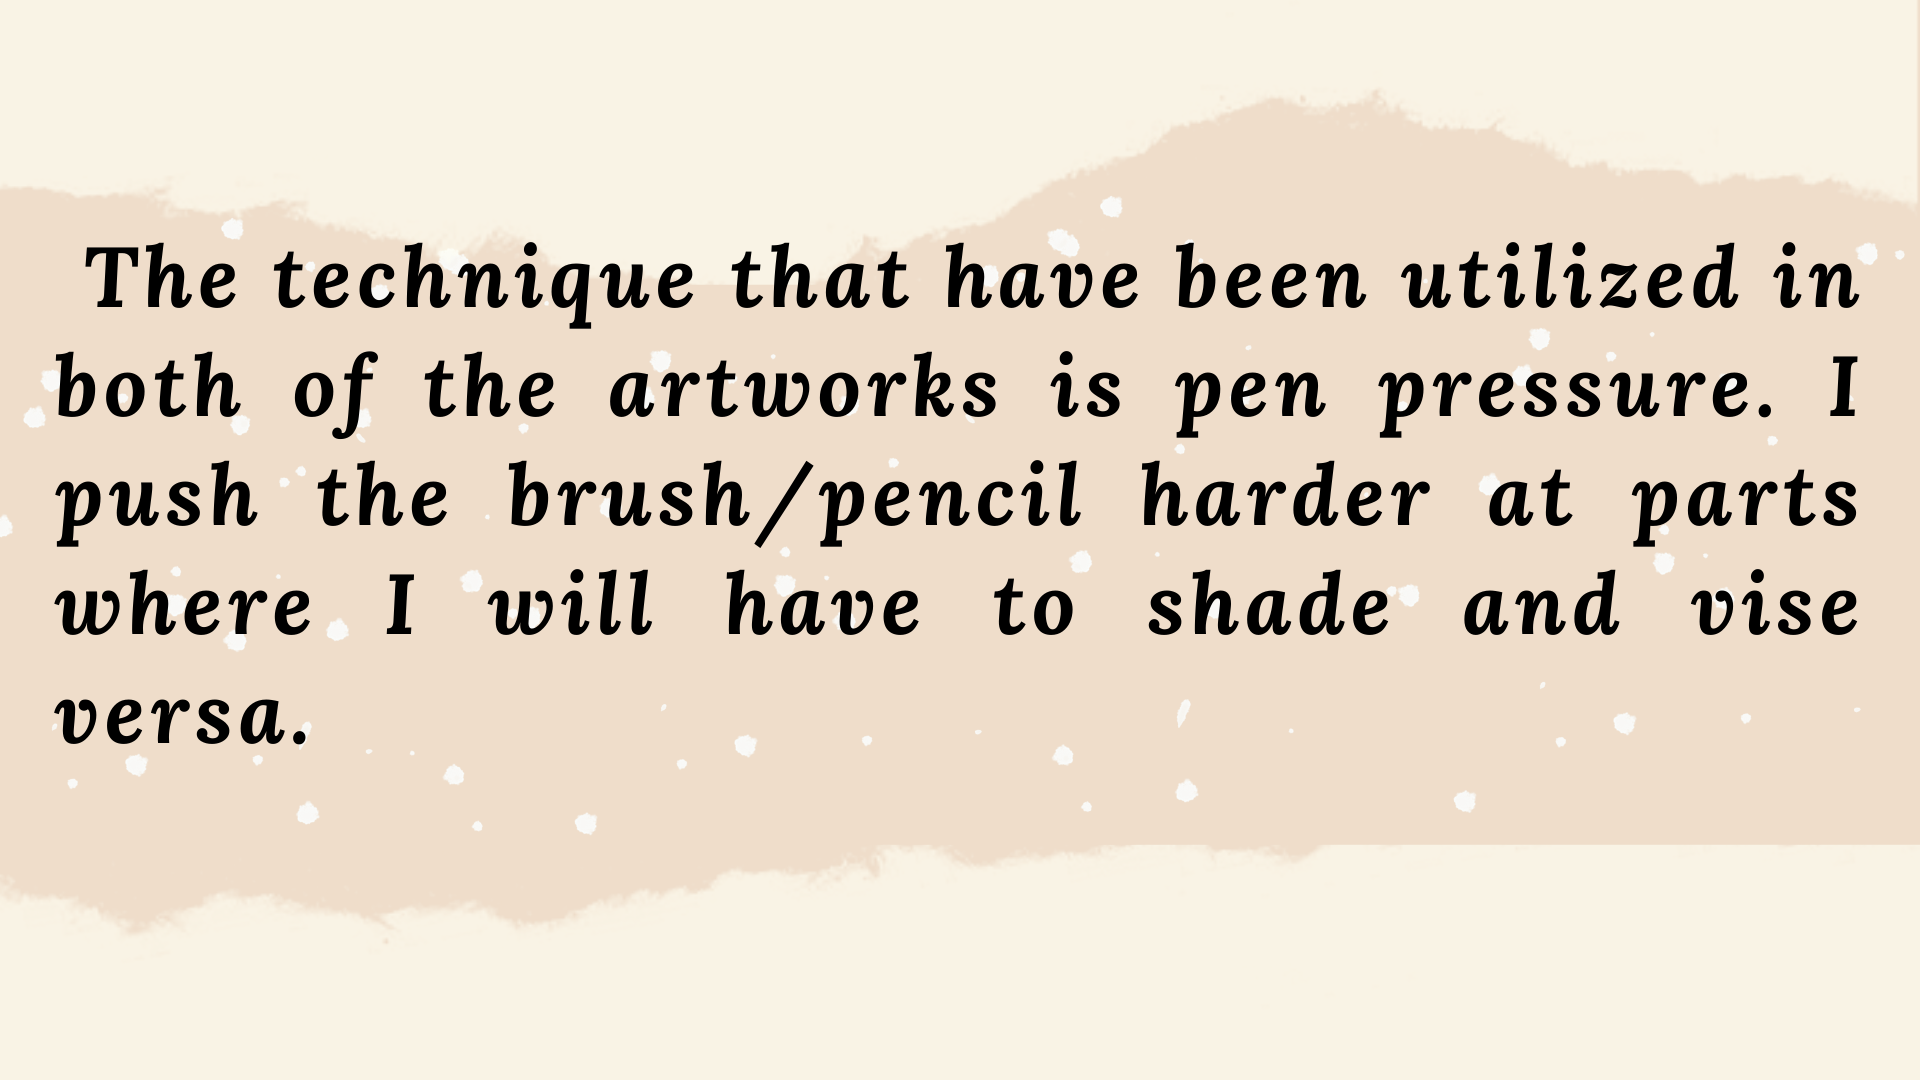 The technique that have been utilized in
both of the artworks is pen pressure. I
push the brush/pencil harder at parts
where I will have to shade and vise
versa.